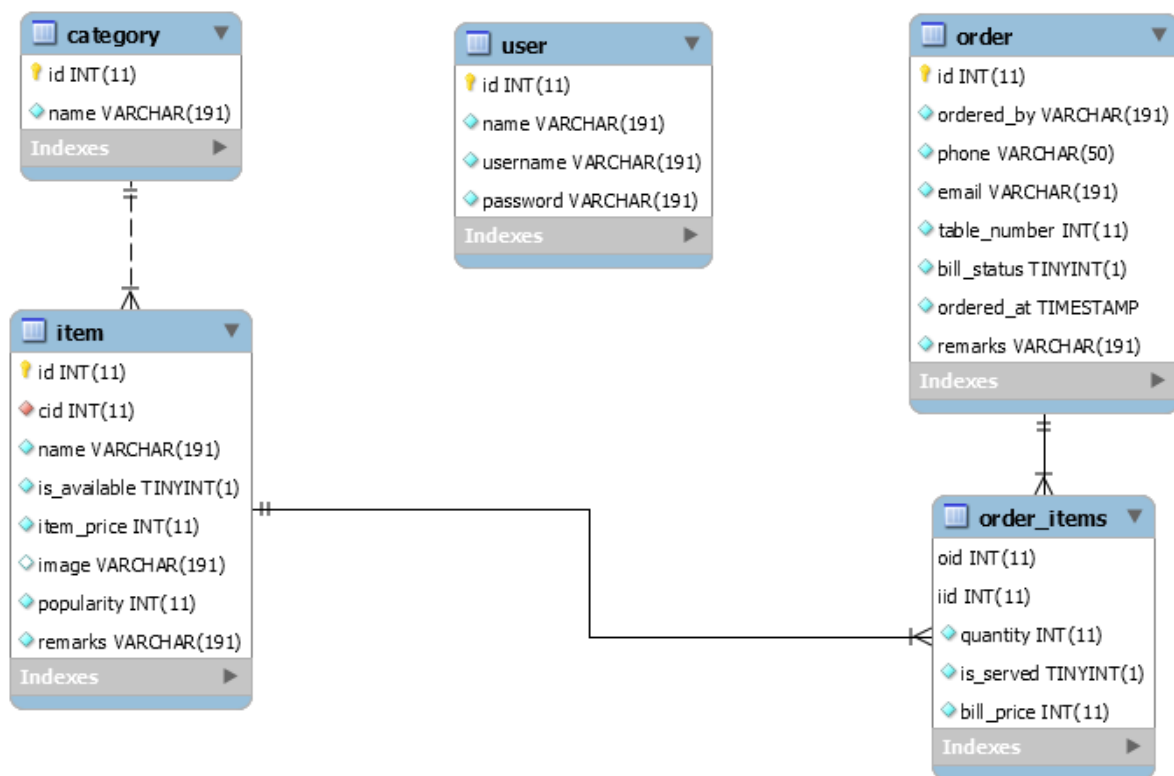 category
id INT(11)
name VARCHAR(191)
Indexes
user
id INT(11)
name VARCHAR(191)
username VARCHAR(191)
password VARCHAR(191)
Indexes
order
id INT(11)
ordered_by VARCHAR(191)
phone VARCHAR(50)
email VARCHAR(191)
table_number INT(11)
bill_status TINYINT(1)
ordered_at TIMESTAMP
remarks VARCHAR(191)
Indexes
item
id INT(11)
cid INT(11)
name VARCHAR(191)
is_available TINYINT(1)
item_price INT(11)
image VARCHAR(191)
popularity INT(11)
remarks VARCHAR(191)
Indexes
order_items
oid INT(11)
iid INT(11)
quantity INT(11)
is_served TINYINT(1)
bill_price INT(11)
Indexes